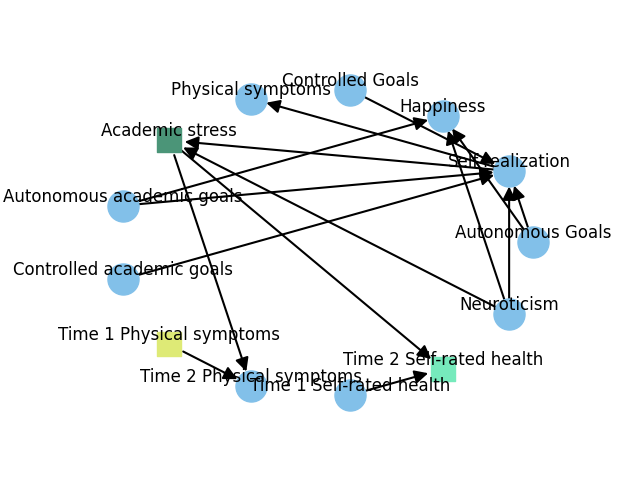 Controlled Goals
Physical symptoms
Happiness
Academic stress
Self-realization
Autonomous academic goals
Autonomous Goals
Controlled academic goals
Neuroticism
Time 1 Physical symptoms
Time 2 Self-rated health
Time 2 Physical symptoms
Time 1 Self-rated health